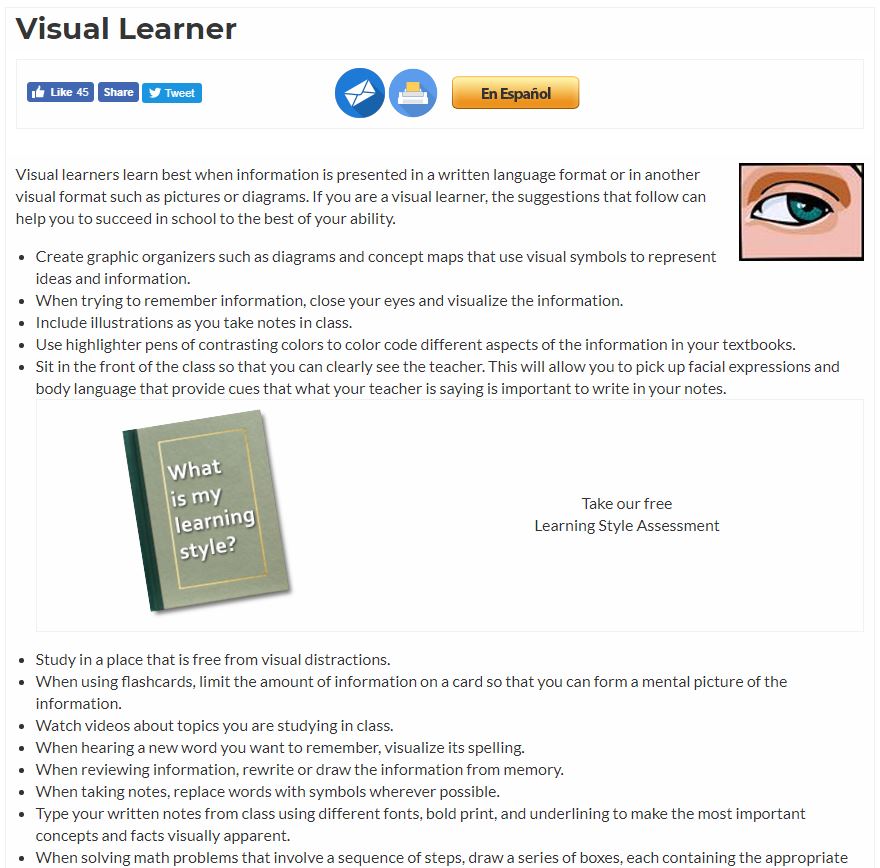 Visual Learner
Like 45 Share Tweet
En Español
Visual learners learn best when information is presented in a written language format or in another
visual format such as pictures or diagrams. If you are a visual learner, the suggestions that follow can
help you to succeed in school to the best of your ability.
• Create graphic organizers such as diagrams and concept maps that use visual symbols to represent
ideas and information.
• When trying to remember information, close your eyes and visualize the information.
• Include illustrations as you take notes in class.
• Use highlighter pens of contrasting colors to color code different aspects of the information in your textbooks.
• Sit in the front of the class so that you can clearly see the teacher. This will allow you to pick up facial expressions and
body language that provide cues that what your teacher is saying is important to write in your notes.
What
is my
learning
style?
Take our free
Learning Style Assessment
• Study in a place that is free from visual distractions.
• When using flashcards, limit the amount of information on a card so that you can form a mental picture of the
information.
• Watch videos about topics you are studying in class.
• When hearing a new word you want to remember, visualize its spelling.
• When reviewing information, rewrite or draw the information from memory.
• When taking notes, replace words with symbols wherever possible.
• Type your written notes from class using different fonts, bold print, and underlining to make the most important
concepts and facts visually apparent.
• When solving math problems that involve a sequence of steps, draw a series of boxes, each containing the appropriate